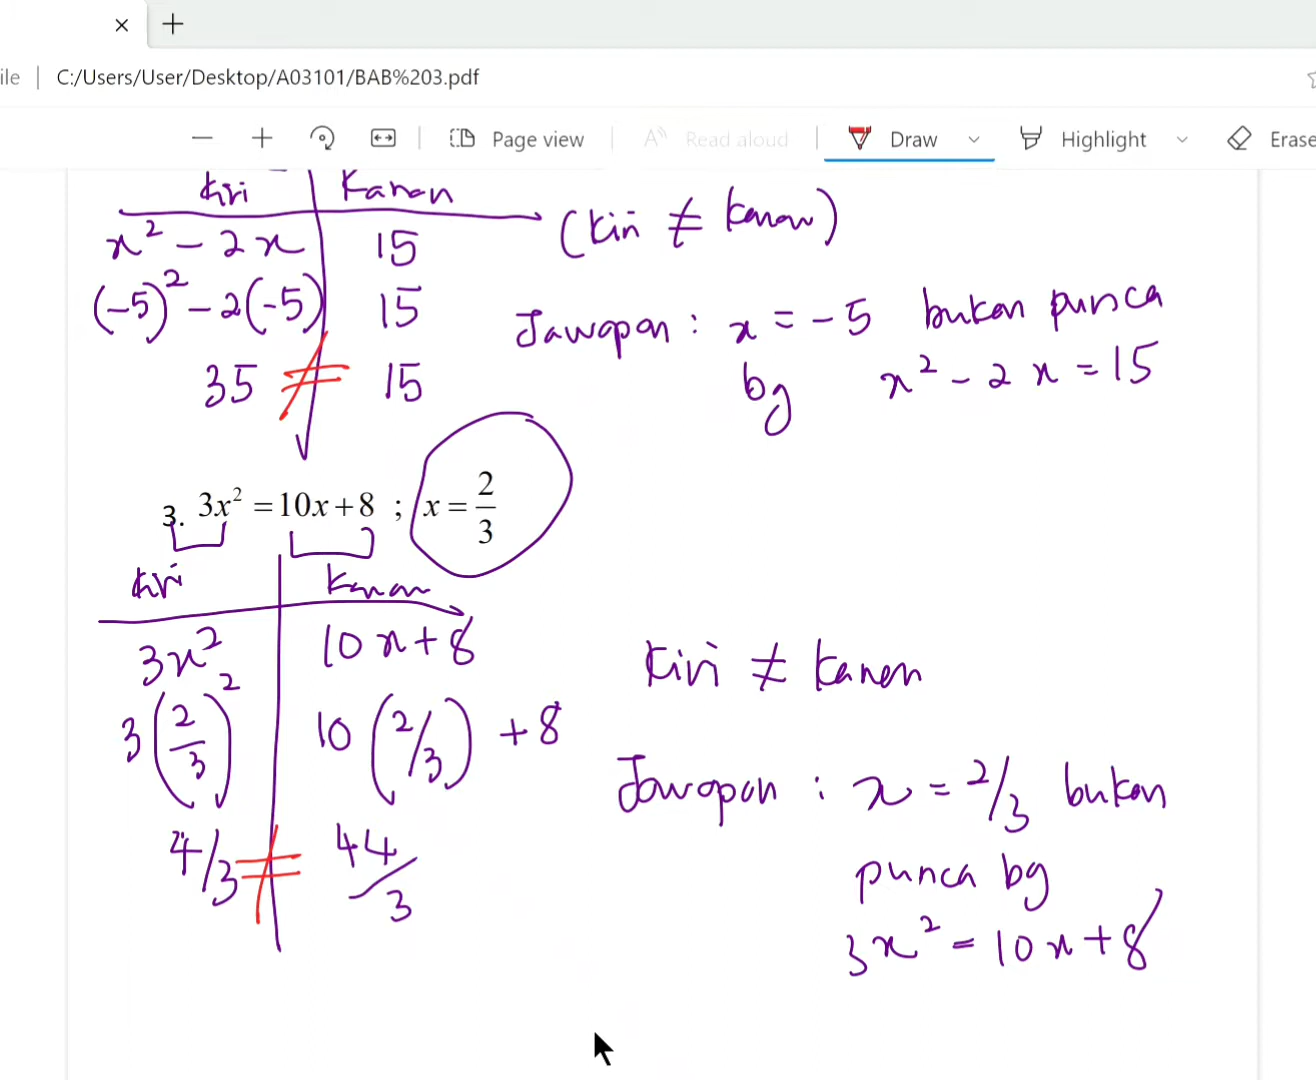 ile | C:/Users/User/Desktop/A03101/BAB%203.pdf
Page view
Read aloud
Draw
Highlight
Erase
Kiri | Kanan
x² - 2x | 15
(Kiri ≠ kanan)
(-5)² - 2(-5) | 15
35 ≠ 15
Jawapan : x = -5 bukan punca
bg x² - 2x = 15
3. 3x² = 10x + 8 ; x = 2/3
Kiri | Kanan
3x² | 10x + 8
3(2/3)² | 10(2/3) + 8
4/3 ≠ 44/3
Kiri ≠ Kanan
Jawapan : x = 2/3 bukan
punca bg
3x² = 10x + 8